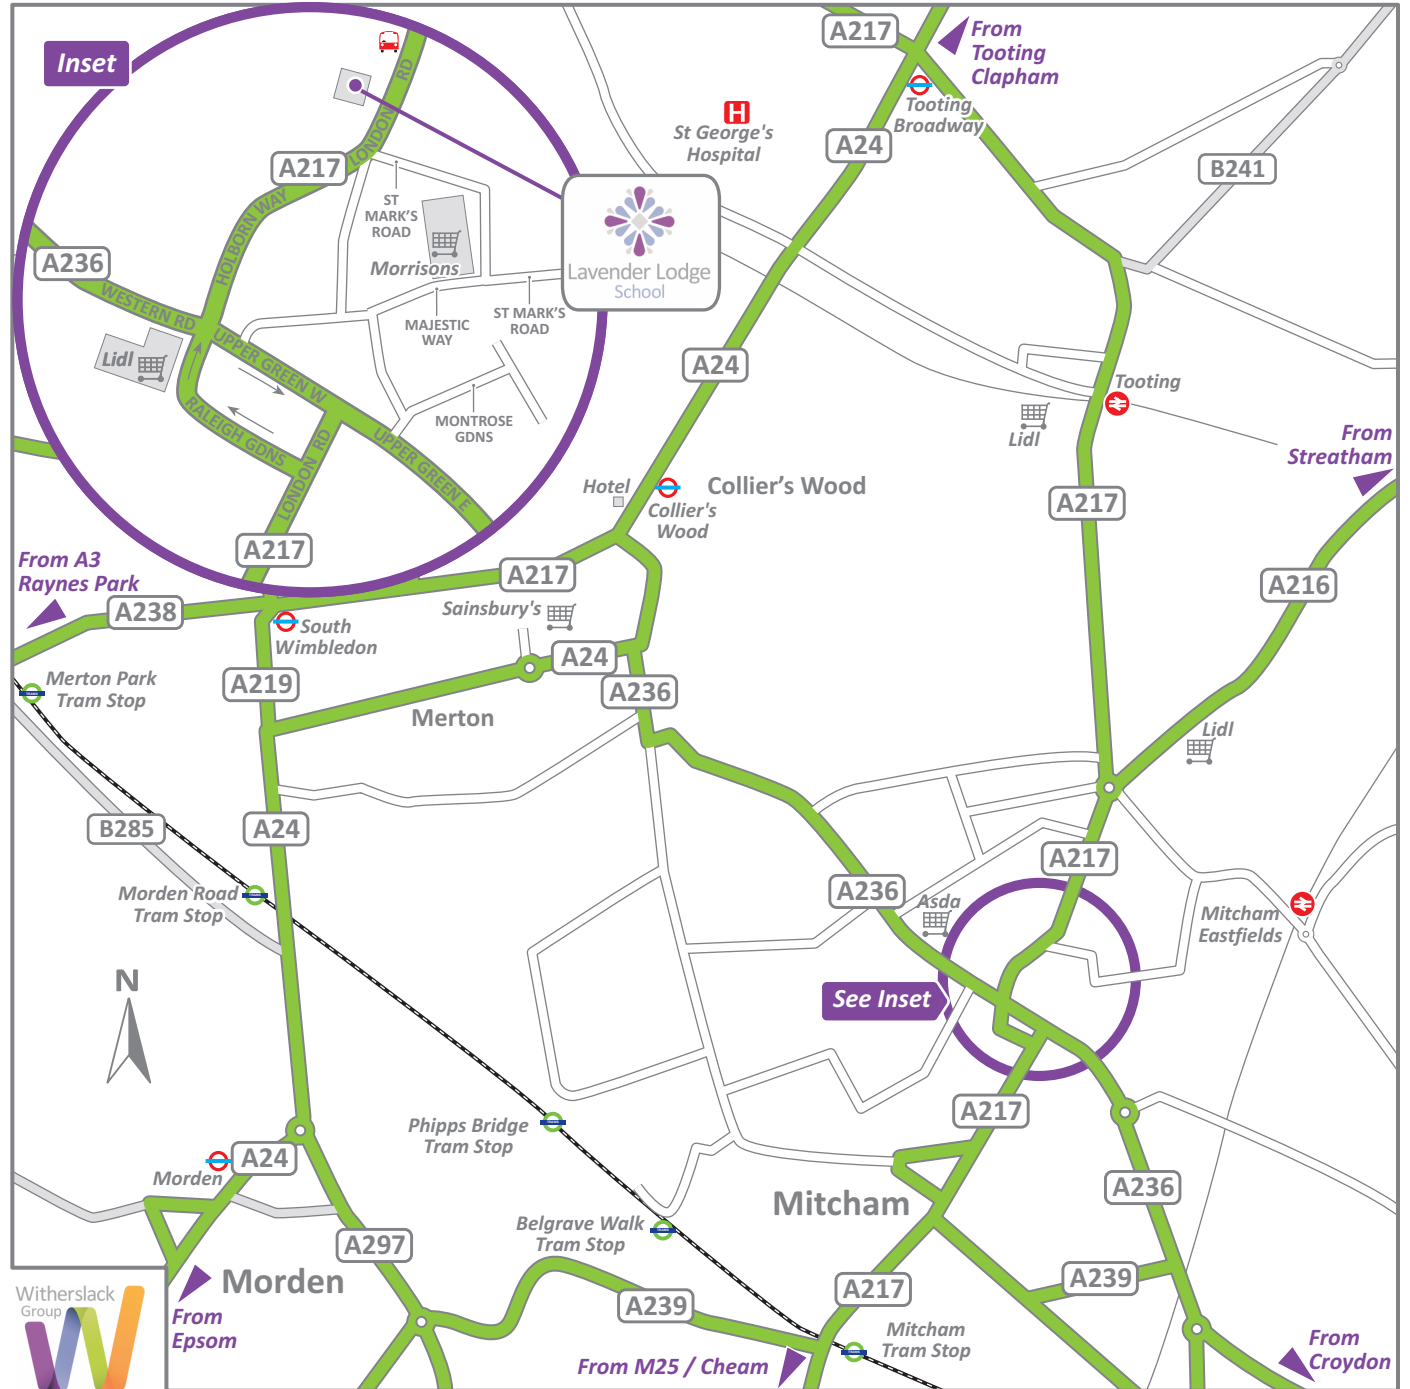 Inset
RD
LONDON
A217
HOLBORN WAY
ST
MARK'S
ROAD
Morrisons
A236
WESTERN RD
UPPER GREEN W
MAJESTIC
WAY
ST MARK'S
ROAD
Lidl
RALEIGH GDNS
LONDON RD
MONTROSE
GDNS
UPPER GREEN E
A217
Lavender Lodge
School
A217
From
Tooting
Clapham
Tooting
Broadway
H
St George's
Hospital
A24
B241
A24
Tooting
Lidl
From
Streatham
Hotel
Collier's Wood
Collier's
Wood
A217
From A3
Raynes Park
A217
A216
A238
Sainsbury's
South
Wimbledon
A24
Merton Park
Tram Stop
A219
A236
Merton
Lidl
B285
A24
A217
Morden Road
Tram Stop
A236
Asda
Mitcham
Eastfields
N
See Inset
A217
Phipps Bridge
Tram Stop
A24
Morden
A236
Mitcham
Belgrave Walk
Tram Stop
A297
Morden
A239
A217
A239
Witherslack
Group
From
Epsom
Mitcham
Tram Stop
From M25 / Cheam
From
Croydon